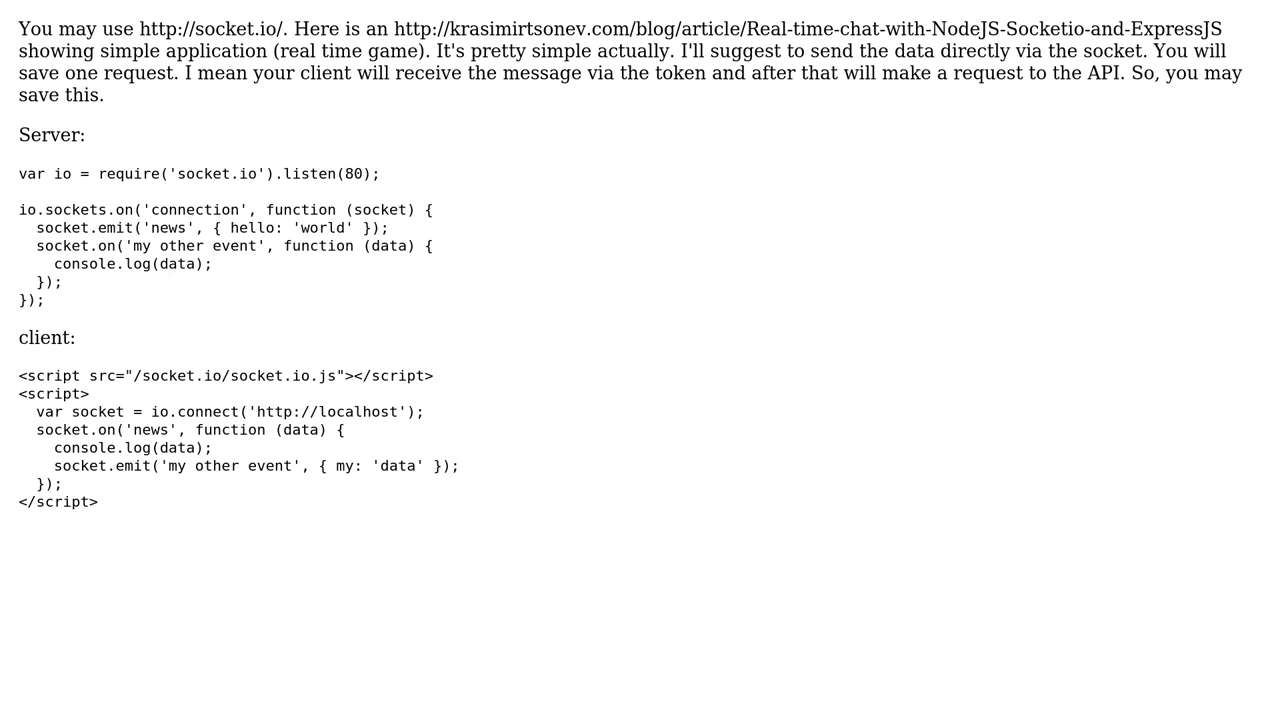 You may use http://socket.io/. Here is an http://krasimirtsonev.com/blog/article/Real-time-chat-with-NodeJS-Socketio-and-ExpressJS
showing simple application (real time game). It's pretty simple actually. I'll suggest to send the data directly via the socket. You will
save one request. I mean your client will receive the message via the token and after that will make a request to the API. So, you may
save this.
Server:
var io = require('socket.io').listen(80);
io.sockets.on('connection', function (socket) {
  socket.emit('news', { hello: 'world' });
  socket.on('my other event', function (data) {
    console.log(data);
  });
});
client:
<script src="/socket.io/socket.io.js"></script>
<script>
  var socket = io.connect('http://localhost');
  socket.on('news', function (data) {
    console.log(data);
    socket.emit('my other event', { my: 'data' });
  });
</script>